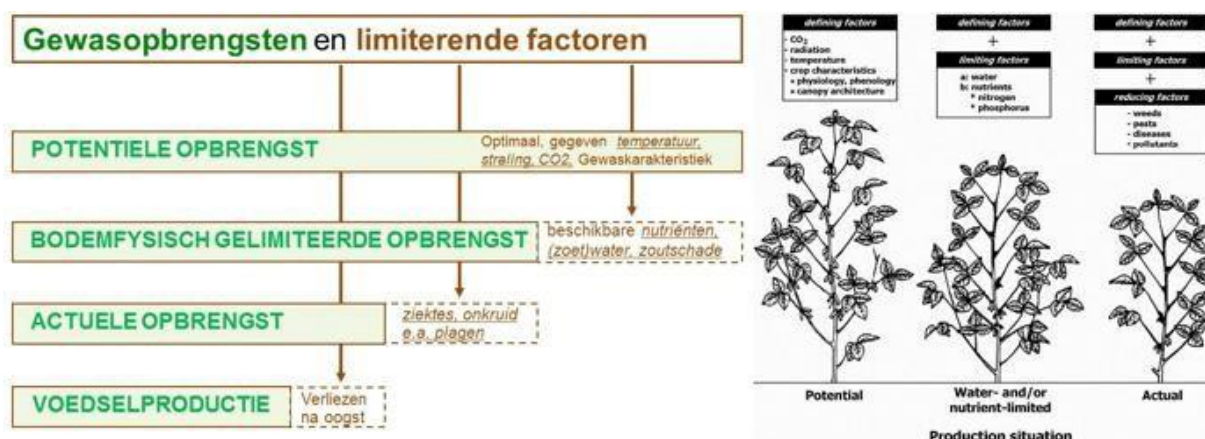 Gewasopbrengsten en limiterende factoren
POTENTIELE OPBRENGST
Optimaal, gegeven temperatuur,
straling, CO2, Gewaskarakteristiek
BODEMFYSISCH GELIMITEERDE OPBRENGST
beschikbare nutriënten,
(zoet)water, zoutschade
ACTUELE OPBRENGST
ziektes, onkruid
e.a. plagen
VOEDSELPRODUCTIE
Verliezen
na oogst
defining factors
- CO2
- radiation
- temperature
- crop characteristics
* physiology, phenology
* canopy architecture
defining factors
+
limiting factors
a: water
b: nutrients
* nitrogen
* phosphorus
defining factors
+
limiting factors
+
reducing factors
- weeds
- pests
- diseases
- pollutants
Potential
Water- and/or
nutrient-limited
Actual
Production situation